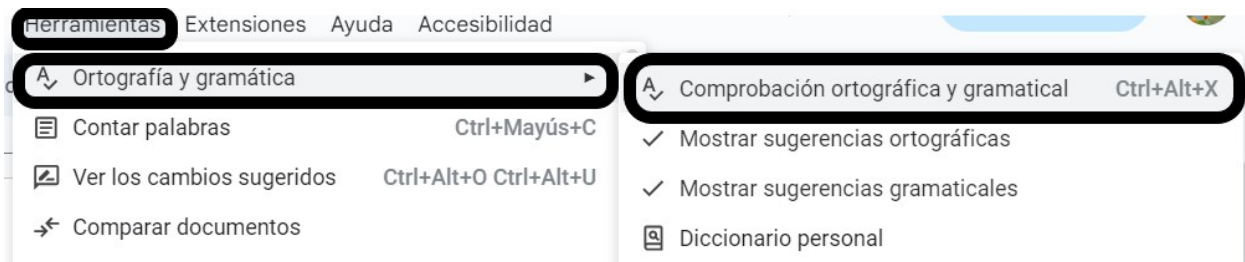 Herramientas Extensiones Ayuda Accesibilidad
Ortografía y gramática
Contar palabras Ctrl+Mayús+C
Ver los cambios sugeridos Ctrl+Alt+O Ctrl+Alt+U
Comparar documentos
Comprobación ortográfica y gramatical Ctrl+Alt+X
Mostrar sugerencias ortográficas
Mostrar sugerencias gramaticales
Diccionario personal